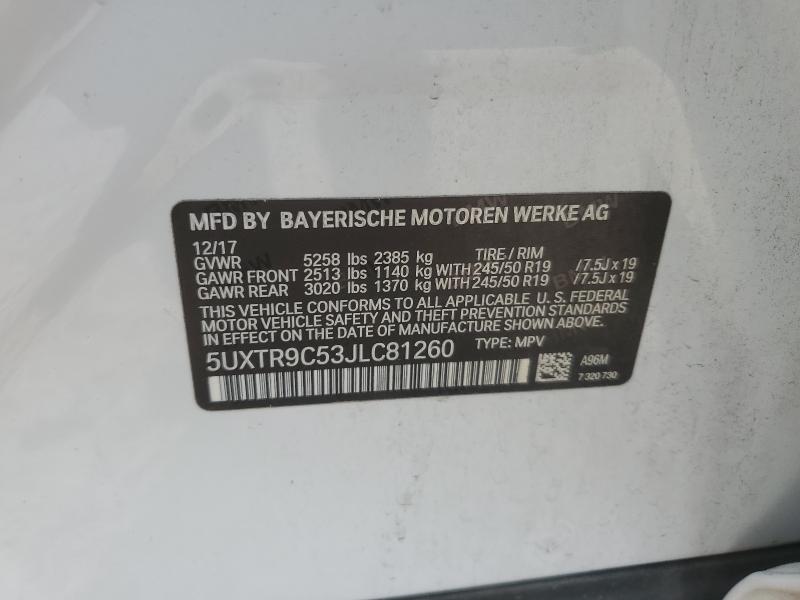 MFD BY BAYERISCHE MOTOREN WERKE AG
12/17 TIRE / RIM
GVWR 5258 lbs 2385 kg
GAWR FRONT 2513 lbs 1140 kg WITH 245/50 R19 / 7.5J x 19
GAWR REAR 3020 lbs 1370 kg WITH 245/50 R19 / 7.5J x 19
THIS VEHICLE CONFORMS TO ALL APPLICABLE U. S. FEDERAL
MOTOR VEHICLE SAFETY AND THEFT PREVENTION STANDARDS
IN EFFECT ON THE DATE OF MANUFACTURE SHOWN ABOVE.
5UXTR9C53JLC81260 TYPE: MPV
A96M
7 320 730